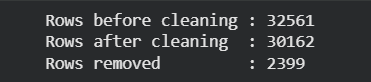 Rows before cleaning : 32561
Rows after cleaning  : 30162
Rows removed         : 2399